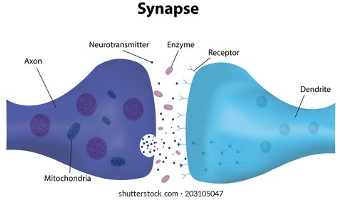 Synapse
Neurotransmitter
Enzyme
Receptor
Axon
Dendrite
Mitochondria
shutterstock.com · 203105047